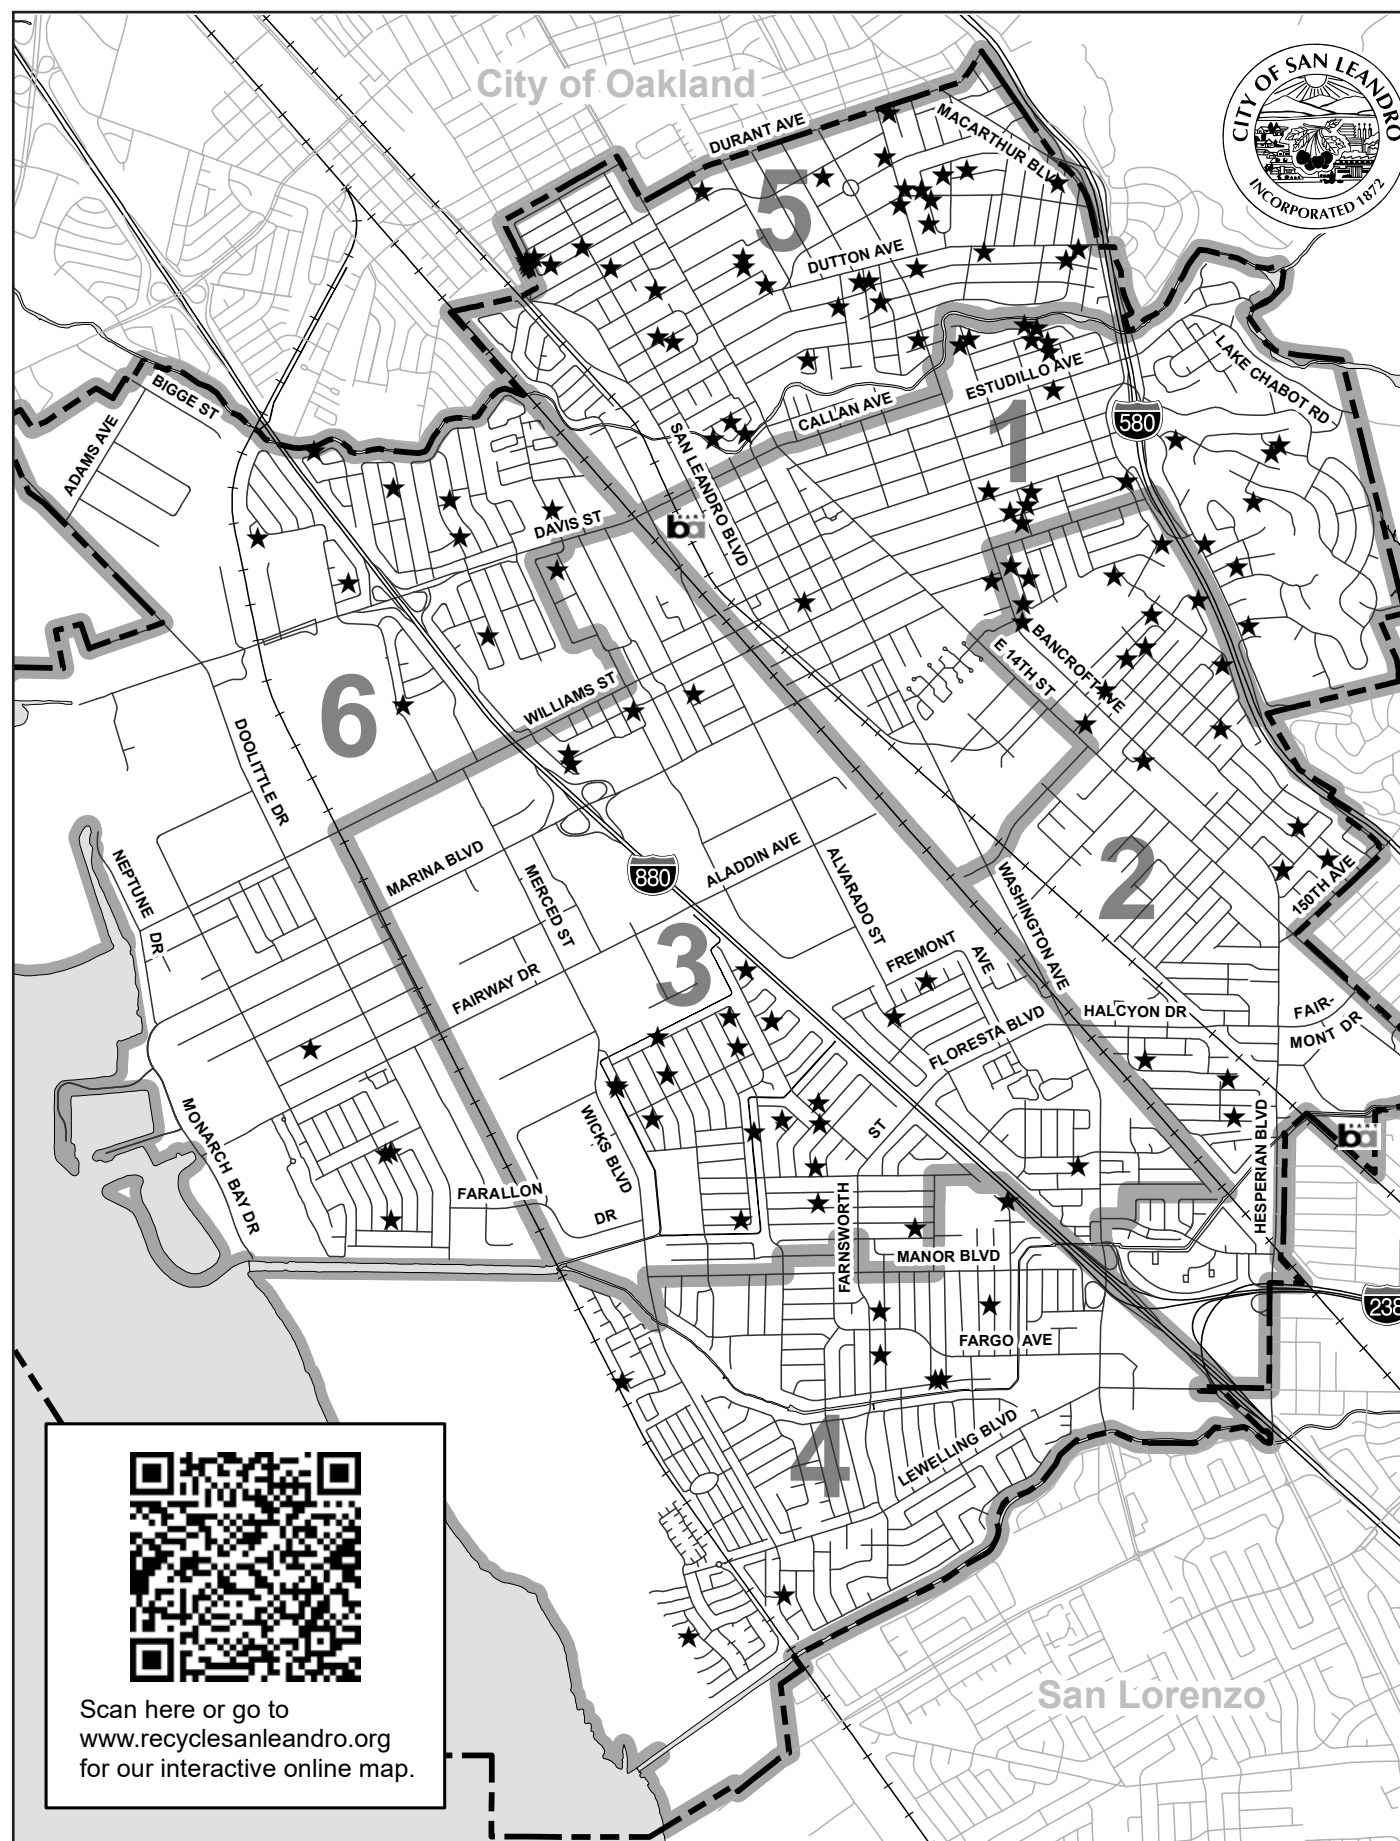 City of Oakland
CITY OF SAN LEANDRO
INCORPORATED 1872
DURANT AVE
MACARTHUR BLVD
5
DUTTON AVE
LAKE CHABOT RD
BIGGE ST
ADAMS AVE
ESTUDILLO AVE
CALLAN AVE
1
580
SAN LEANDRO BLVD
DAVIS ST
ba
BANCROFT AVE
E 14TH ST
6
WILLIAMS ST
DOOLITTLE DR
NEPTUNE DR
MARINA BLVD
MERCED ST
880
ALADDIN AVE
ALVARADO ST
WASHINGTON AVE
2
150TH AVE
3
FAIRWAY DR
FREMONT AVE
FLORESTA BLVD
HALCYON DR
FAIR-
MONT DR
MONARCH BAY DR
WICKS BLVD
ST
FARALLON DR
FARNSWORTH
MANOR BLVD
HESPERIAN BLVD
ba
238
FARGO AVE
4
LEWELLING BLVD
San Lorenzo
Scan here or go to
www.recyclesanleandro.org
for our interactive online map.